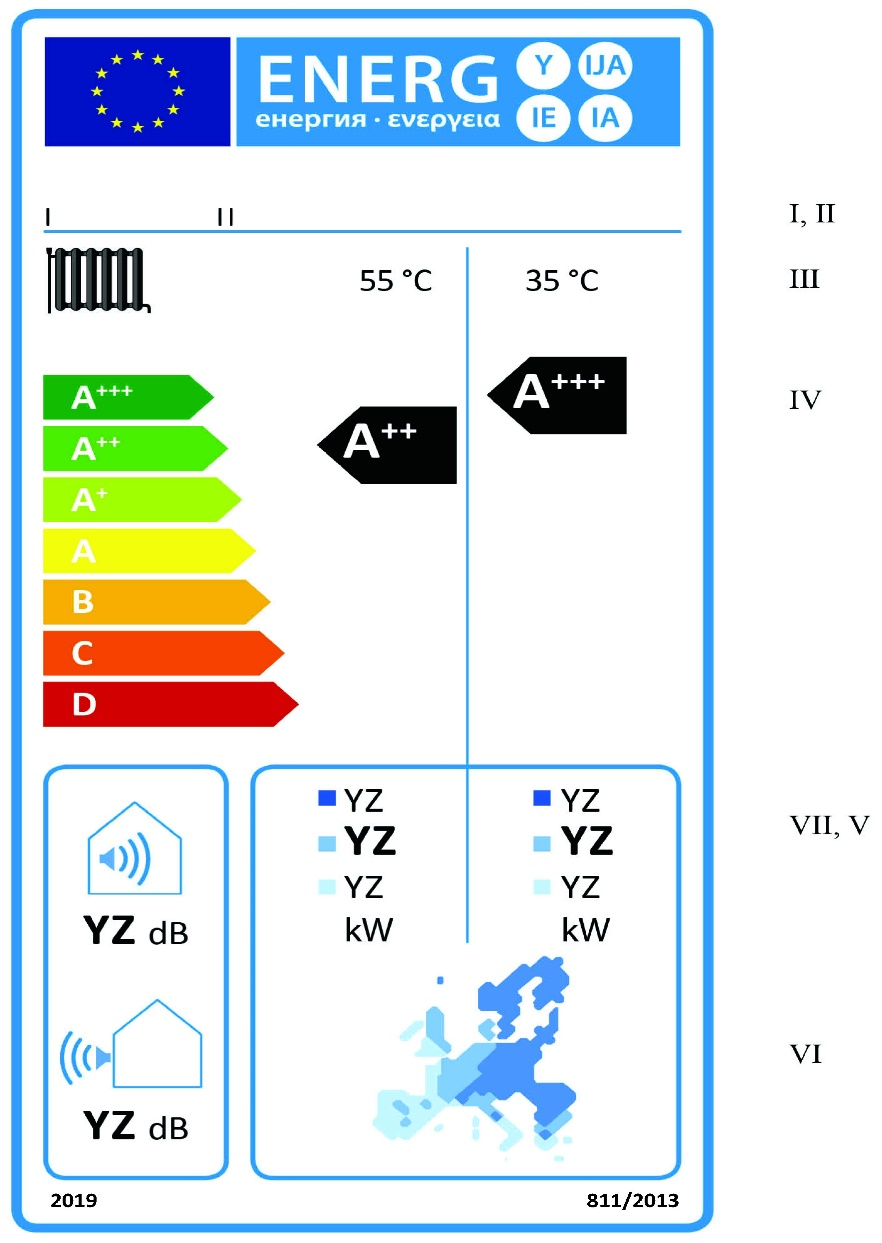 ENERG Y IJA
енергия · ενεργεια IE IA
I II I, II
55 °C 35 °C III
A+++ A++ A+++ IV
A++
A+
A
B
C
D
YZ YZ
YZ YZ VII, V
YZ YZ
kW kW
YZ dB
VI
YZ dB
2019 811/2013